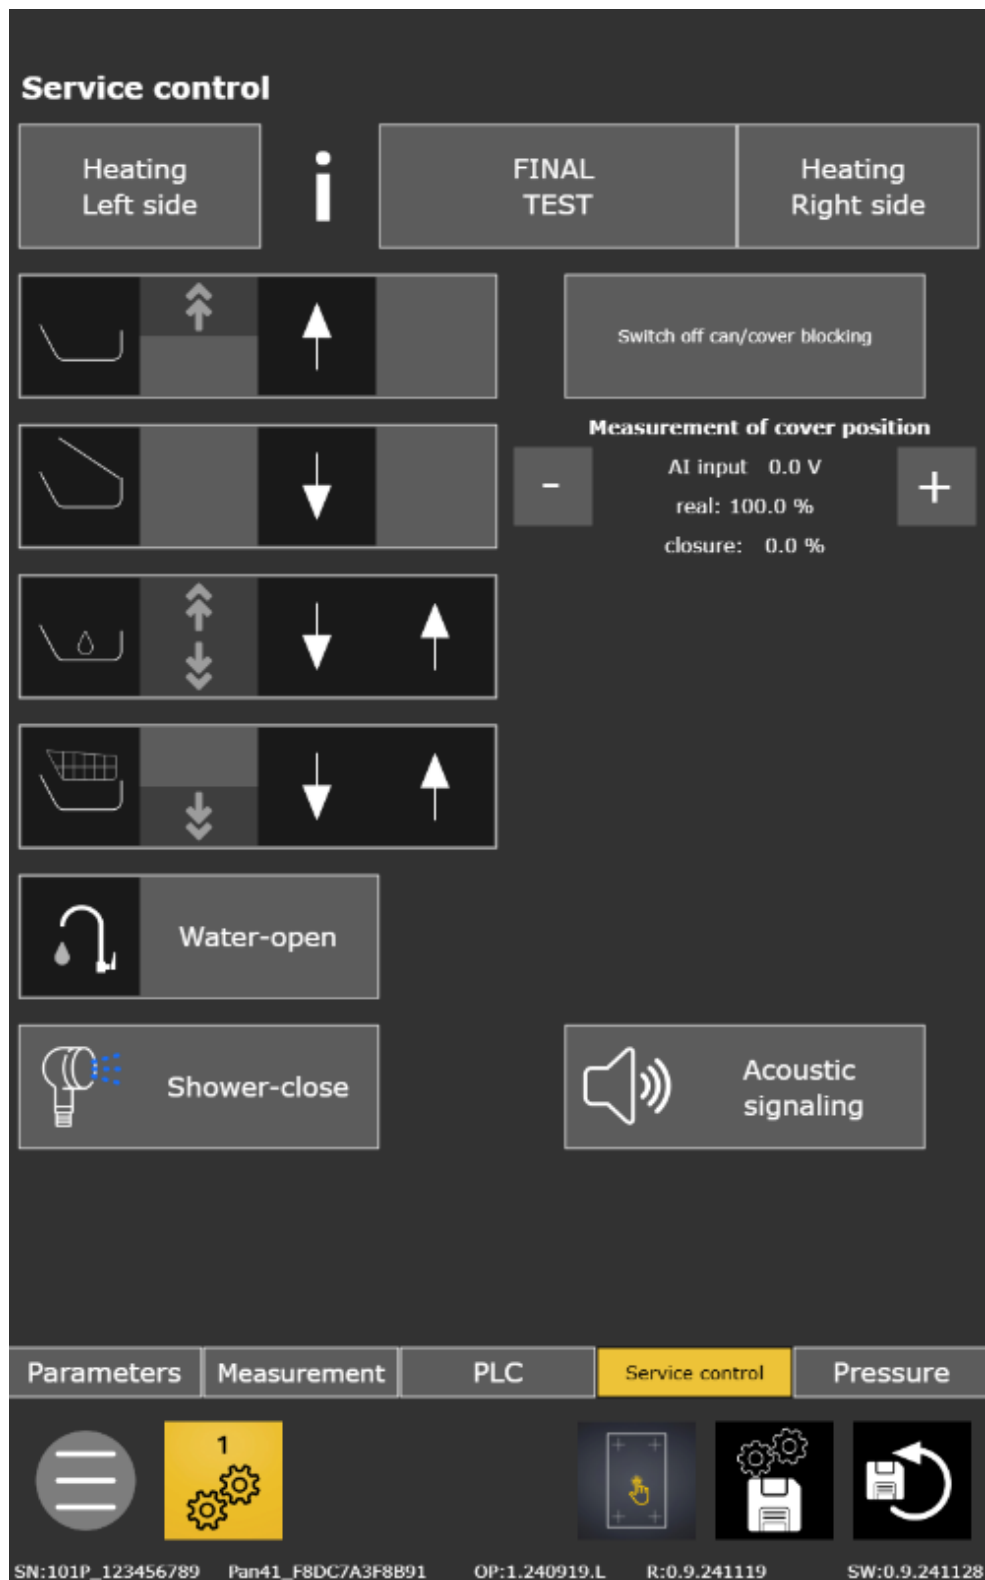 Service control
Heating
Left side
i
FINAL
TEST
Heating
Right side
Switch off can/cover blocking
Measurement of cover position
-
AI input 0.0 V
+
real: 100.0 %
closure: 0.0 %
Water-open
Shower-close
Acoustic
signaling
Parameters
Measurement
PLC
Service control
Pressure
1
SN:101P_123456789 Pan41_F8DC7A3F8B91 OP:1.240919.L R:0.9.241119 SW:0.9.241128